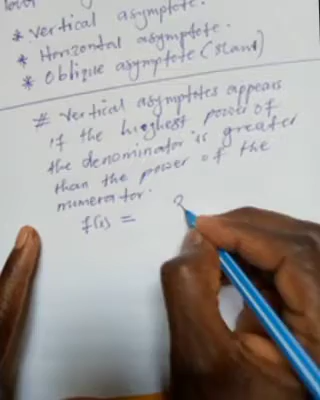 * Vertical asymptote.
* Horizontal asymptote.
* Oblique asymptote (slant)
# Vertical asymptotes appears
if the highest power of
the denominator is greater
than the power of the
numerator.
f(x) =